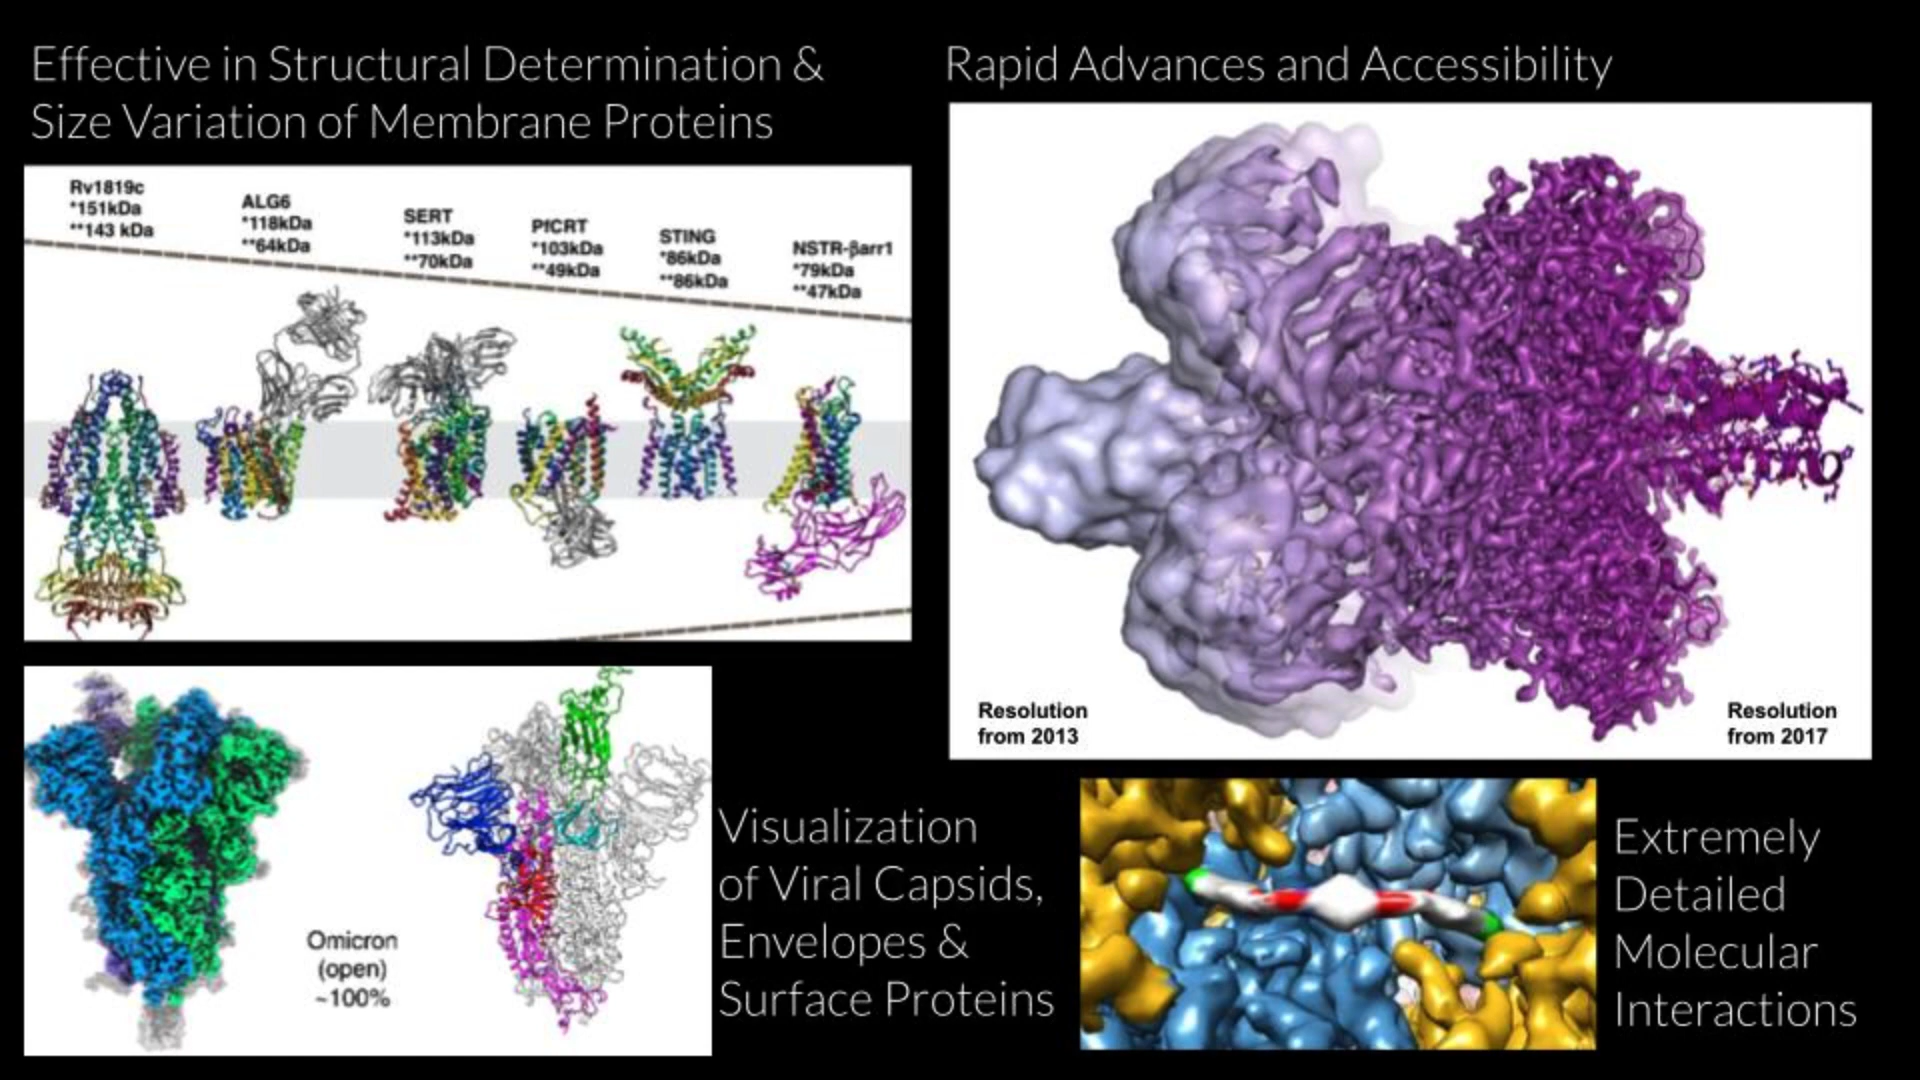 Effective in Structural Determination &
Size Variation of Membrane Proteins
Rv1819c
*151kDa
**143 kDa
ALG6
*118kDa
**64kDa
SERT
*113kDa
**70kDa
PfCRT
*103kDa
**49kDa
STING
*86kDa
**86kDa
NSTR-βarr1
*79kDa
**47kDa
Rapid Advances and Accessibility
Resolution
from 2013
Resolution
from 2017
Omicron
(open)
~100%
Visualization
of Viral Capsids,
Envelopes &
Surface Proteins
Extremely
Detailed
Molecular
Interactions